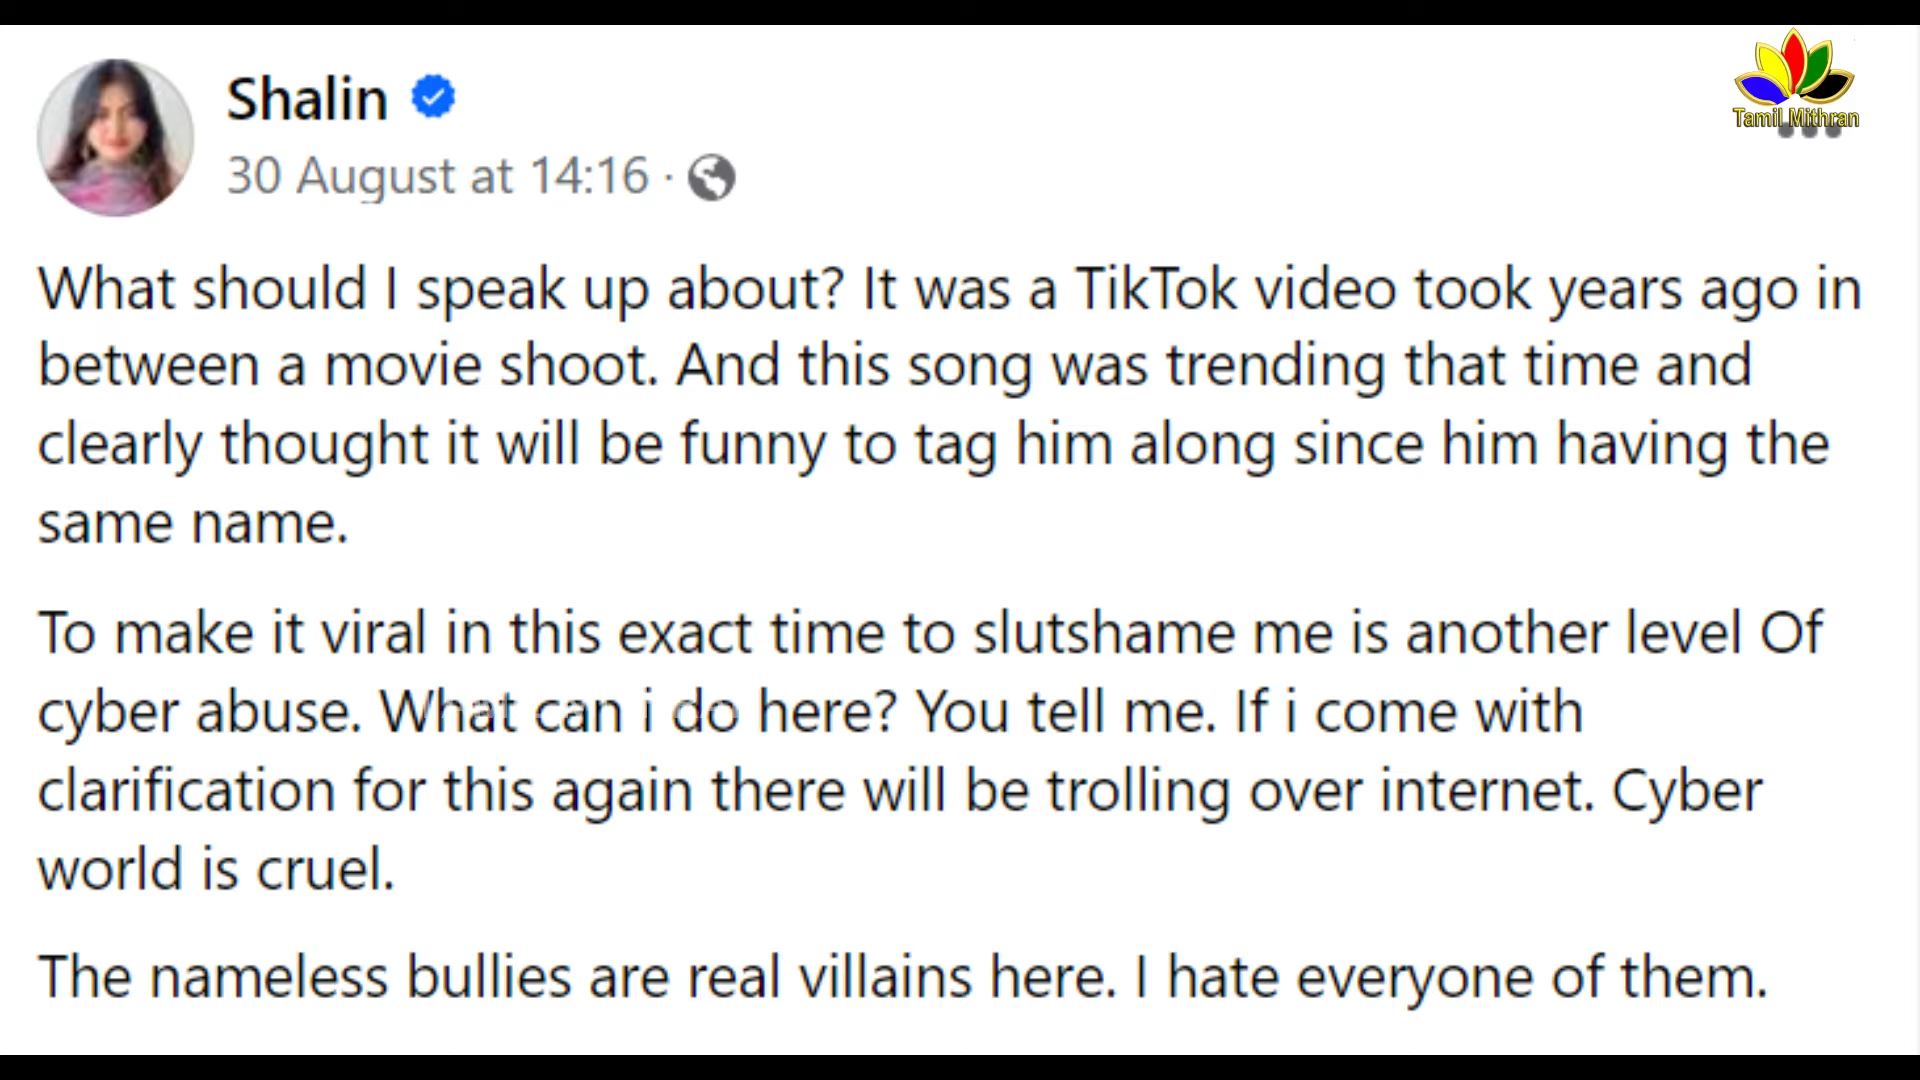 Shalin
30 August at 14:16 ·
Tamil Mithran
What should I speak up about? It was a TikTok video took years ago in
between a movie shoot. And this song was trending that time and
clearly thought it will be funny to tag him along since him having the
same name.
To make it viral in this exact time to slutshame me is another level Of
cyber abuse. What can i do here? You tell me. If i come with
clarification for this again there will be trolling over internet. Cyber
world is cruel.
The nameless bullies are real villains here. I hate everyone of them.